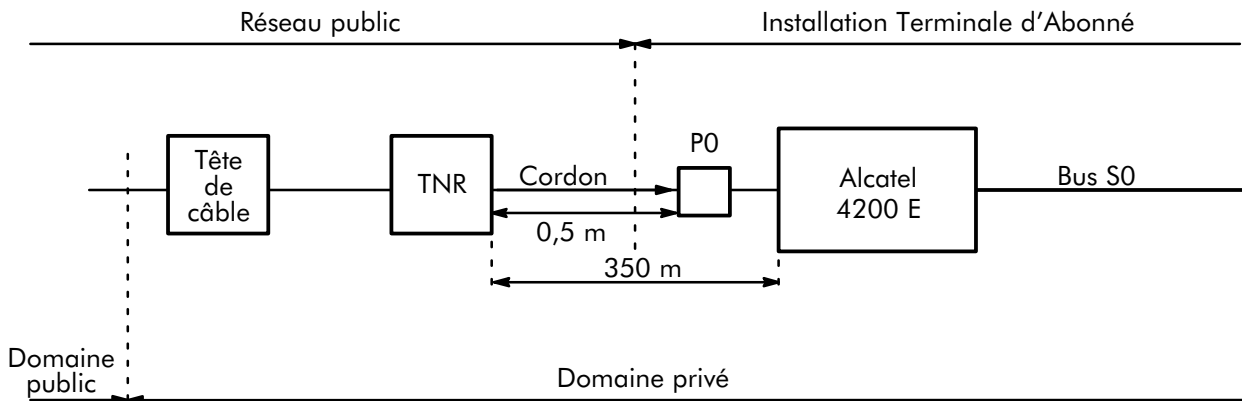 Réseau public
Installation Terminale d'Abonné
P0
Tête
de
câble
TNR
Cordon
Alcatel
4200 E
Bus S0
0,5 m
350 m
Domaine
public
Domaine privé